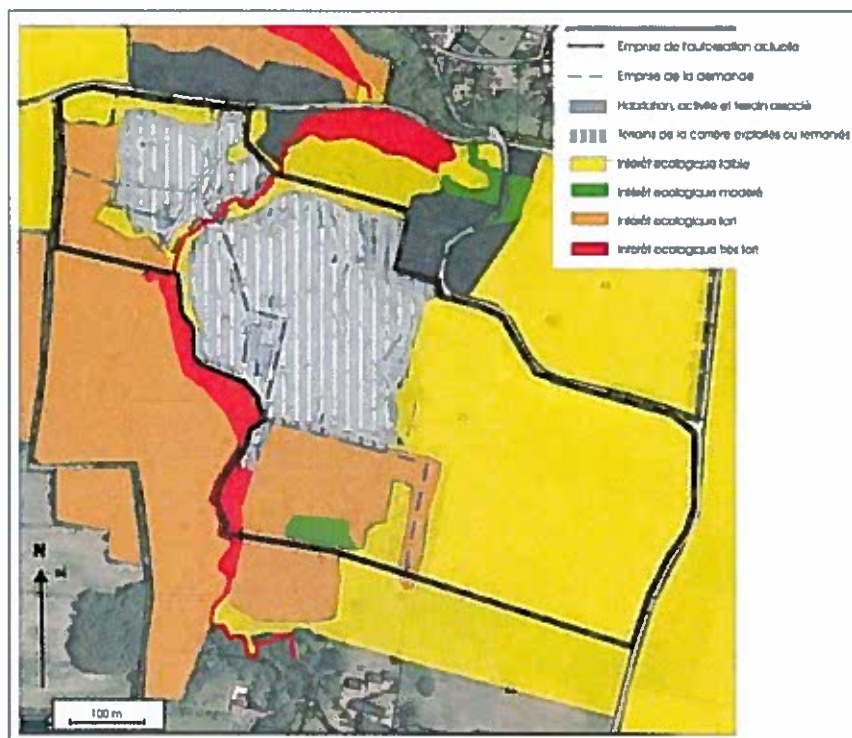 Emprise de l'autorisation actuelle
Emprise de la demande
Habitation, activité et terrain associé
Terrains de la carrière exploités ou remaniés
Intérêt écologique faible
Intérêt écologique modéré
Intérêt écologique fort
Intérêt écologique très fort
N
100 m